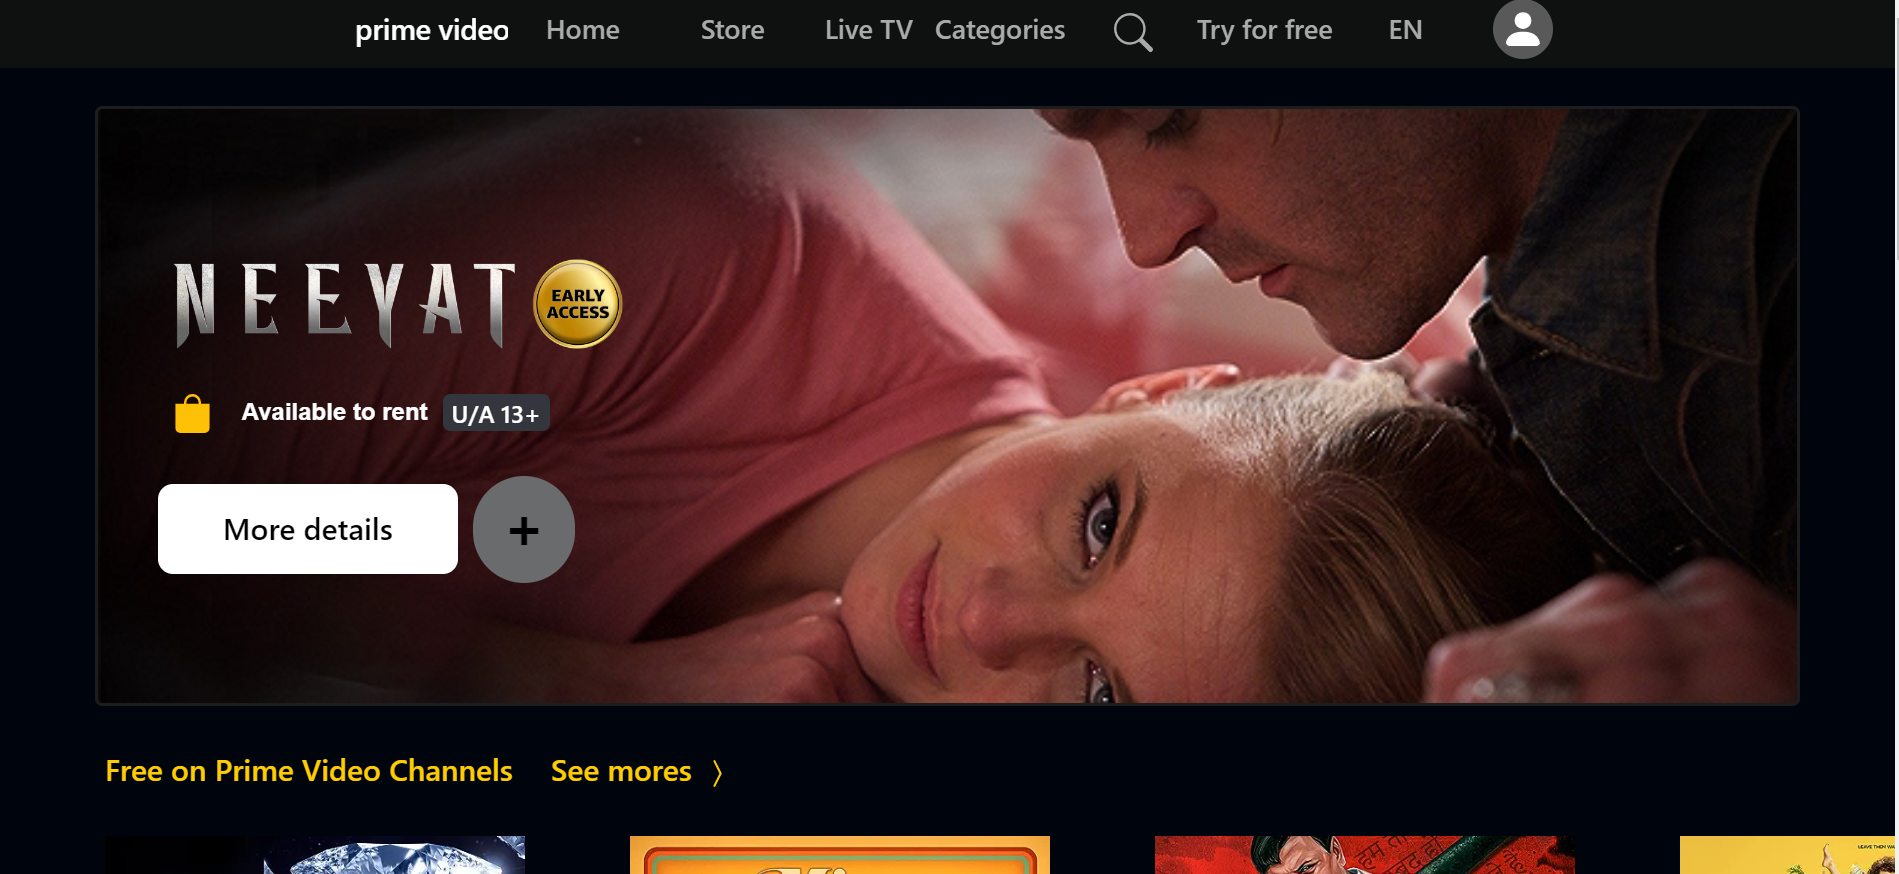 prime video Home Store Live TV Categories Try for free EN
NEEYAT
EARLY
ACCESS
Available to rent U/A 13+
More details +
Free on Prime Video Channels See mores 〉